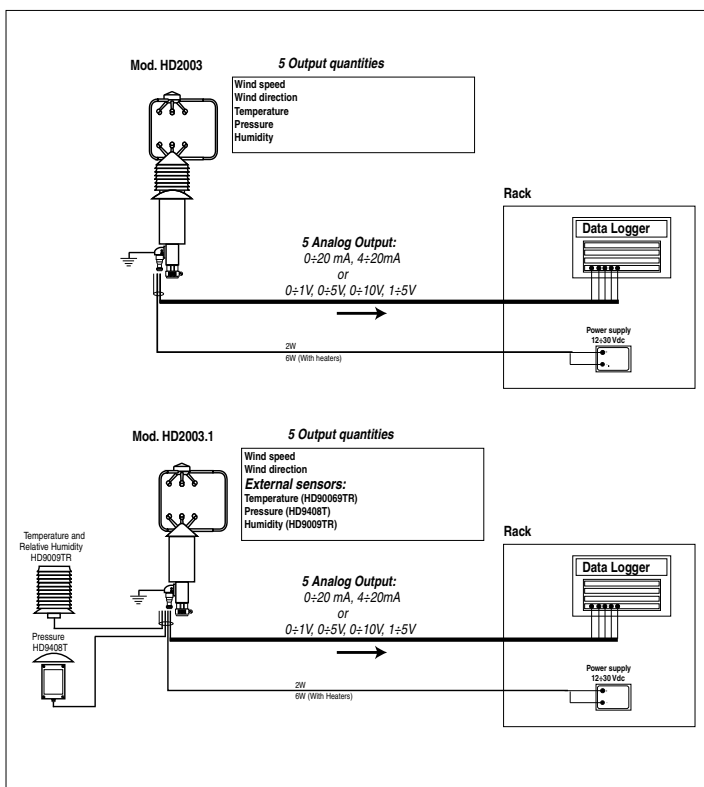 Mod. HD2003
5 Output quantities
Wind speed
Wind direction
Temperature
Pressure
Humidity
Rack
Data Logger
5 Analog Output:
0÷20 mA, 4÷20mA
or
0÷1V, 0÷5V, 0÷10V, 1÷5V
Power supply
12÷30 Vdc
2W
6W (With heaters)
Mod. HD2003.1
5 Output quantities
Wind speed
Wind direction
External sensors:
Temperature (HD90069TR)
Pressure (HD9408T)
Humidity (HD9009TR)
Temperature and
Relative Humidity
HD9009TR
Pressure
HD9408T
Rack
Data Logger
5 Analog Output:
0÷20 mA, 4÷20mA
or
0÷1V, 0÷5V, 0÷10V, 1÷5V
Power supply
12÷30 Vdc
2W
6W (With Heaters)